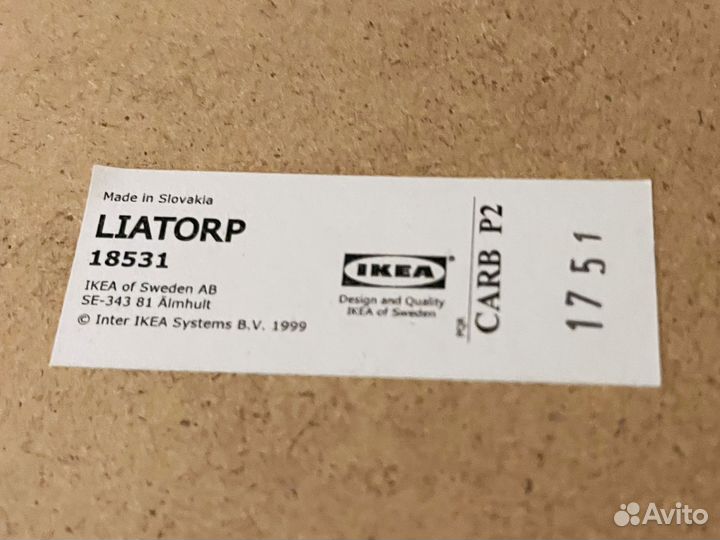 Made in Slovakia
LIATORP
18531
IKEA of Sweden AB
SE-343 81 Älmhult
© Inter IKEA Systems B.V. 1999
IKEA
Design and Quality
IKEA of Sweden
CARB P2
1751
Avito